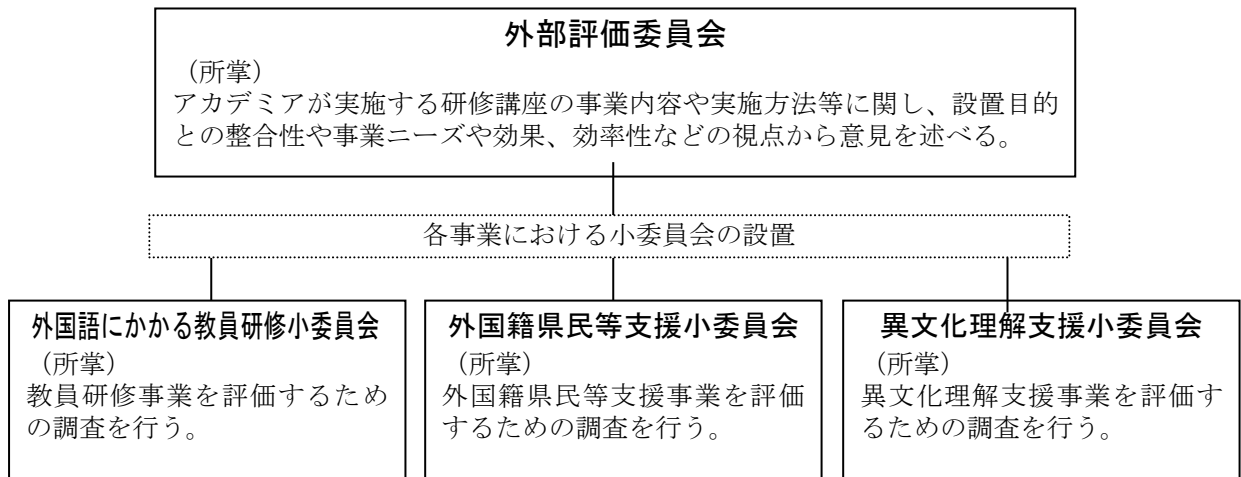 外部評価委員会
（所掌）
アカデミアが実施する研修講座の事業内容や実施方法等に関し、設置目的
との整合性や事業ニーズや効果、効率性などの視点から意見を述べる。
各事業における小委員会の設置
外国語にかかる教員研修小委員会
（所掌）
教員研修事業を評価するため
の調査を行う。
外国籍県民等支援小委員会
（所掌）
外国籍県民等支援事業を評価
するための調査を行う。
異文化理解支援小委員会
（所掌）
異文化理解支援事業を評価す
るための調査を行う。